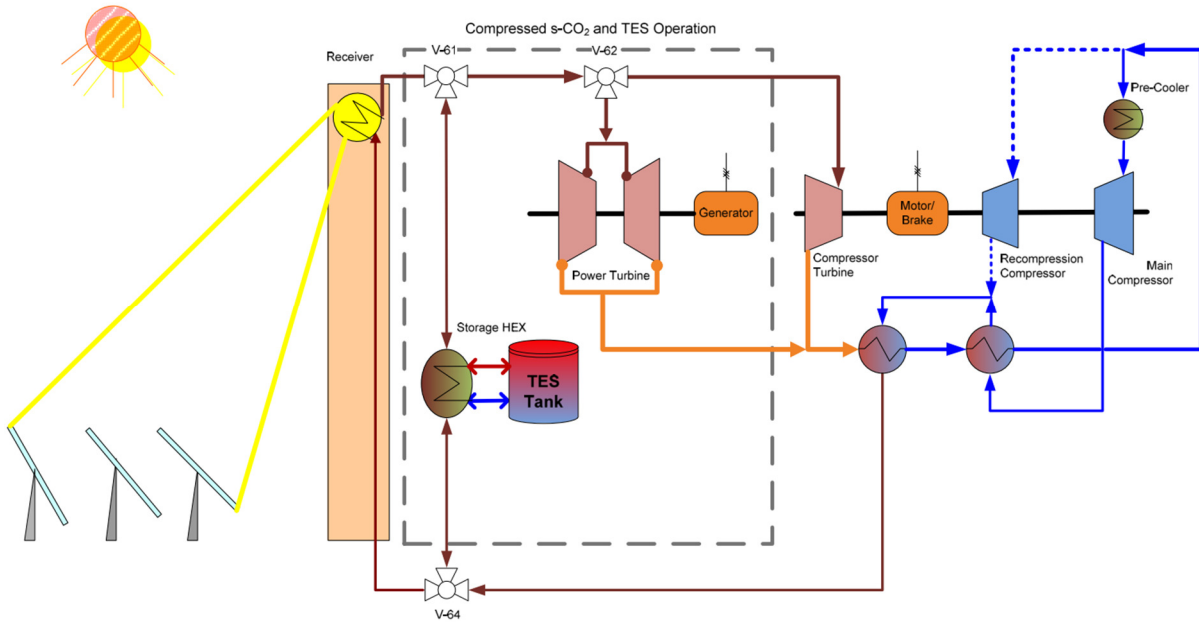 Compressed s-CO₂ and TES Operation
V-61
V-62
Receiver
Pre-Cooler
Generator
Motor/
Brake
Power Turbine
Compressor
Turbine
Recompression
Compressor
Main
Compressor
Storage HEX
TES
Tank
V-64